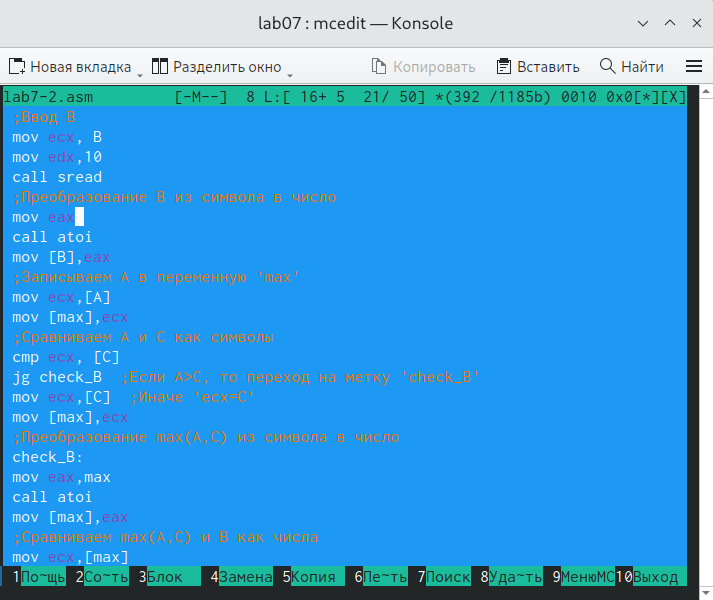 lab07 : mcedit — Konsole
Новая вкладка Разделить окно Копировать Вставить Найти
lab7-2.asm [-M--] 8 L:[ 16+ 5 21/ 50] *(392 /1185b) 0010 0x0[*][X]
;Ввод B
mov ecx, B
mov edx,10
call sread
;Преобразование B из символа в число
mov eax
call atoi
mov [B],eax
;Записываем A в переменную 'max'
mov ecx,[A]
mov [max],ecx
;Сравниваем A и C как символы
cmp ecx, [C]
jg check_B ;Если A>C, то переход на метку 'check_B'
mov ecx,[C] ;Иначе 'ecx=C'
mov [max],ecx
;Преобразование max(A,C) из символа в число
check_B:
mov eax,max
call atoi
mov [max],eax
;Сравниваем max(A,C) и B как числа
mov ecx,[max]
1По~щь 2Со~ть 3Блок 4Замена 5Копия 6Пе~ть 7Поиск 8Уда~ть 9МенюMC 10Выход